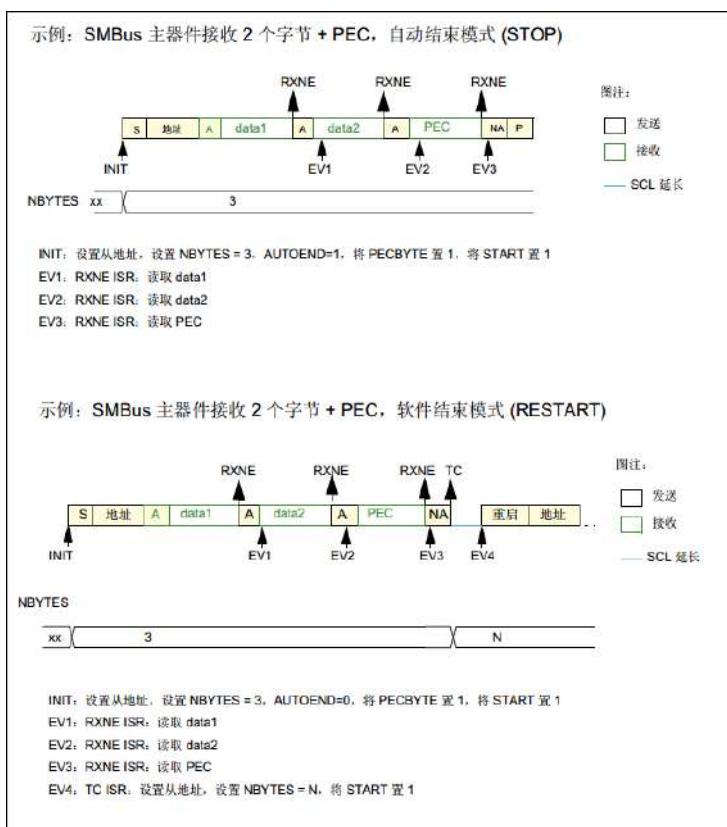 示例：SMBus 主器件接收 2 个字节 + PEC，自动结束模式 (STOP)
RXNE RXNE RXNE
图注：
S 地址 A data1 A data2 A PEC NA P
发送
接收
INIT EV1 EV2 EV3
SCL 延长
NBYTES xx 3
INIT：设置从地址，设置 NBYTES = 3，AUTOEND=1，将 PECBYTE 置 1，将 START 置 1
EV1：RXNE ISR：读取 data1
EV2：RXNE ISR：读取 data2
EV3：RXNE ISR：读取 PEC
示例：SMBus 主器件接收 2 个字节 + PEC，软件结束模式 (RESTART)
RXNE RXNE RXNE TC
图注：
S 地址 A data1 A data2 A PEC NA 重启 地址
发送
接收
INIT EV1 EV2 EV3 EV4
SCL 延长
NBYTES
xx 3 N
INIT：设置从地址，设置 NBYTES = 3，AUTOEND=0，将 PECBYTE 置 1，将 START 置 1
EV1：RXNE ISR：读取 data1
EV2：RXNE ISR：读取 data2
EV3：RXNE ISR：读取 PEC
EV4：TC ISR：设置从地址，设置 NBYTES = N，将 START 置 1